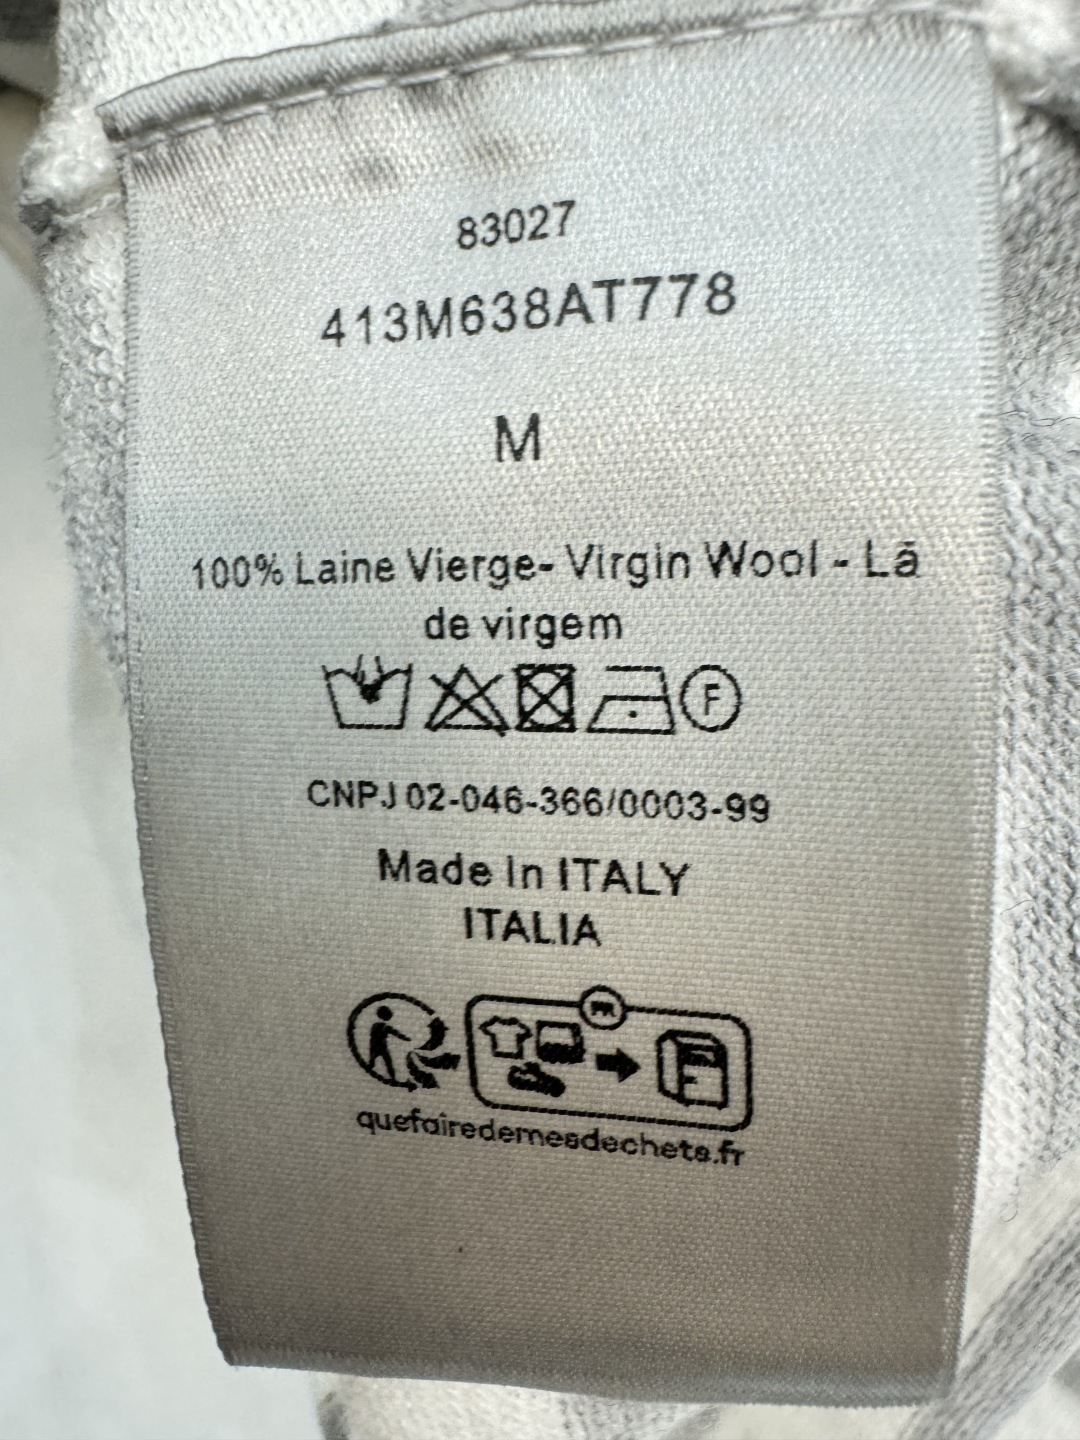 83027
413M638AT778
M
100% Laine Vierge- Virgin Wool - Lã
de virgem
F
CNPJ 02-046-366/0003-99
Made In ITALY
ITALIA
FR
quefairedemesdechets.fr